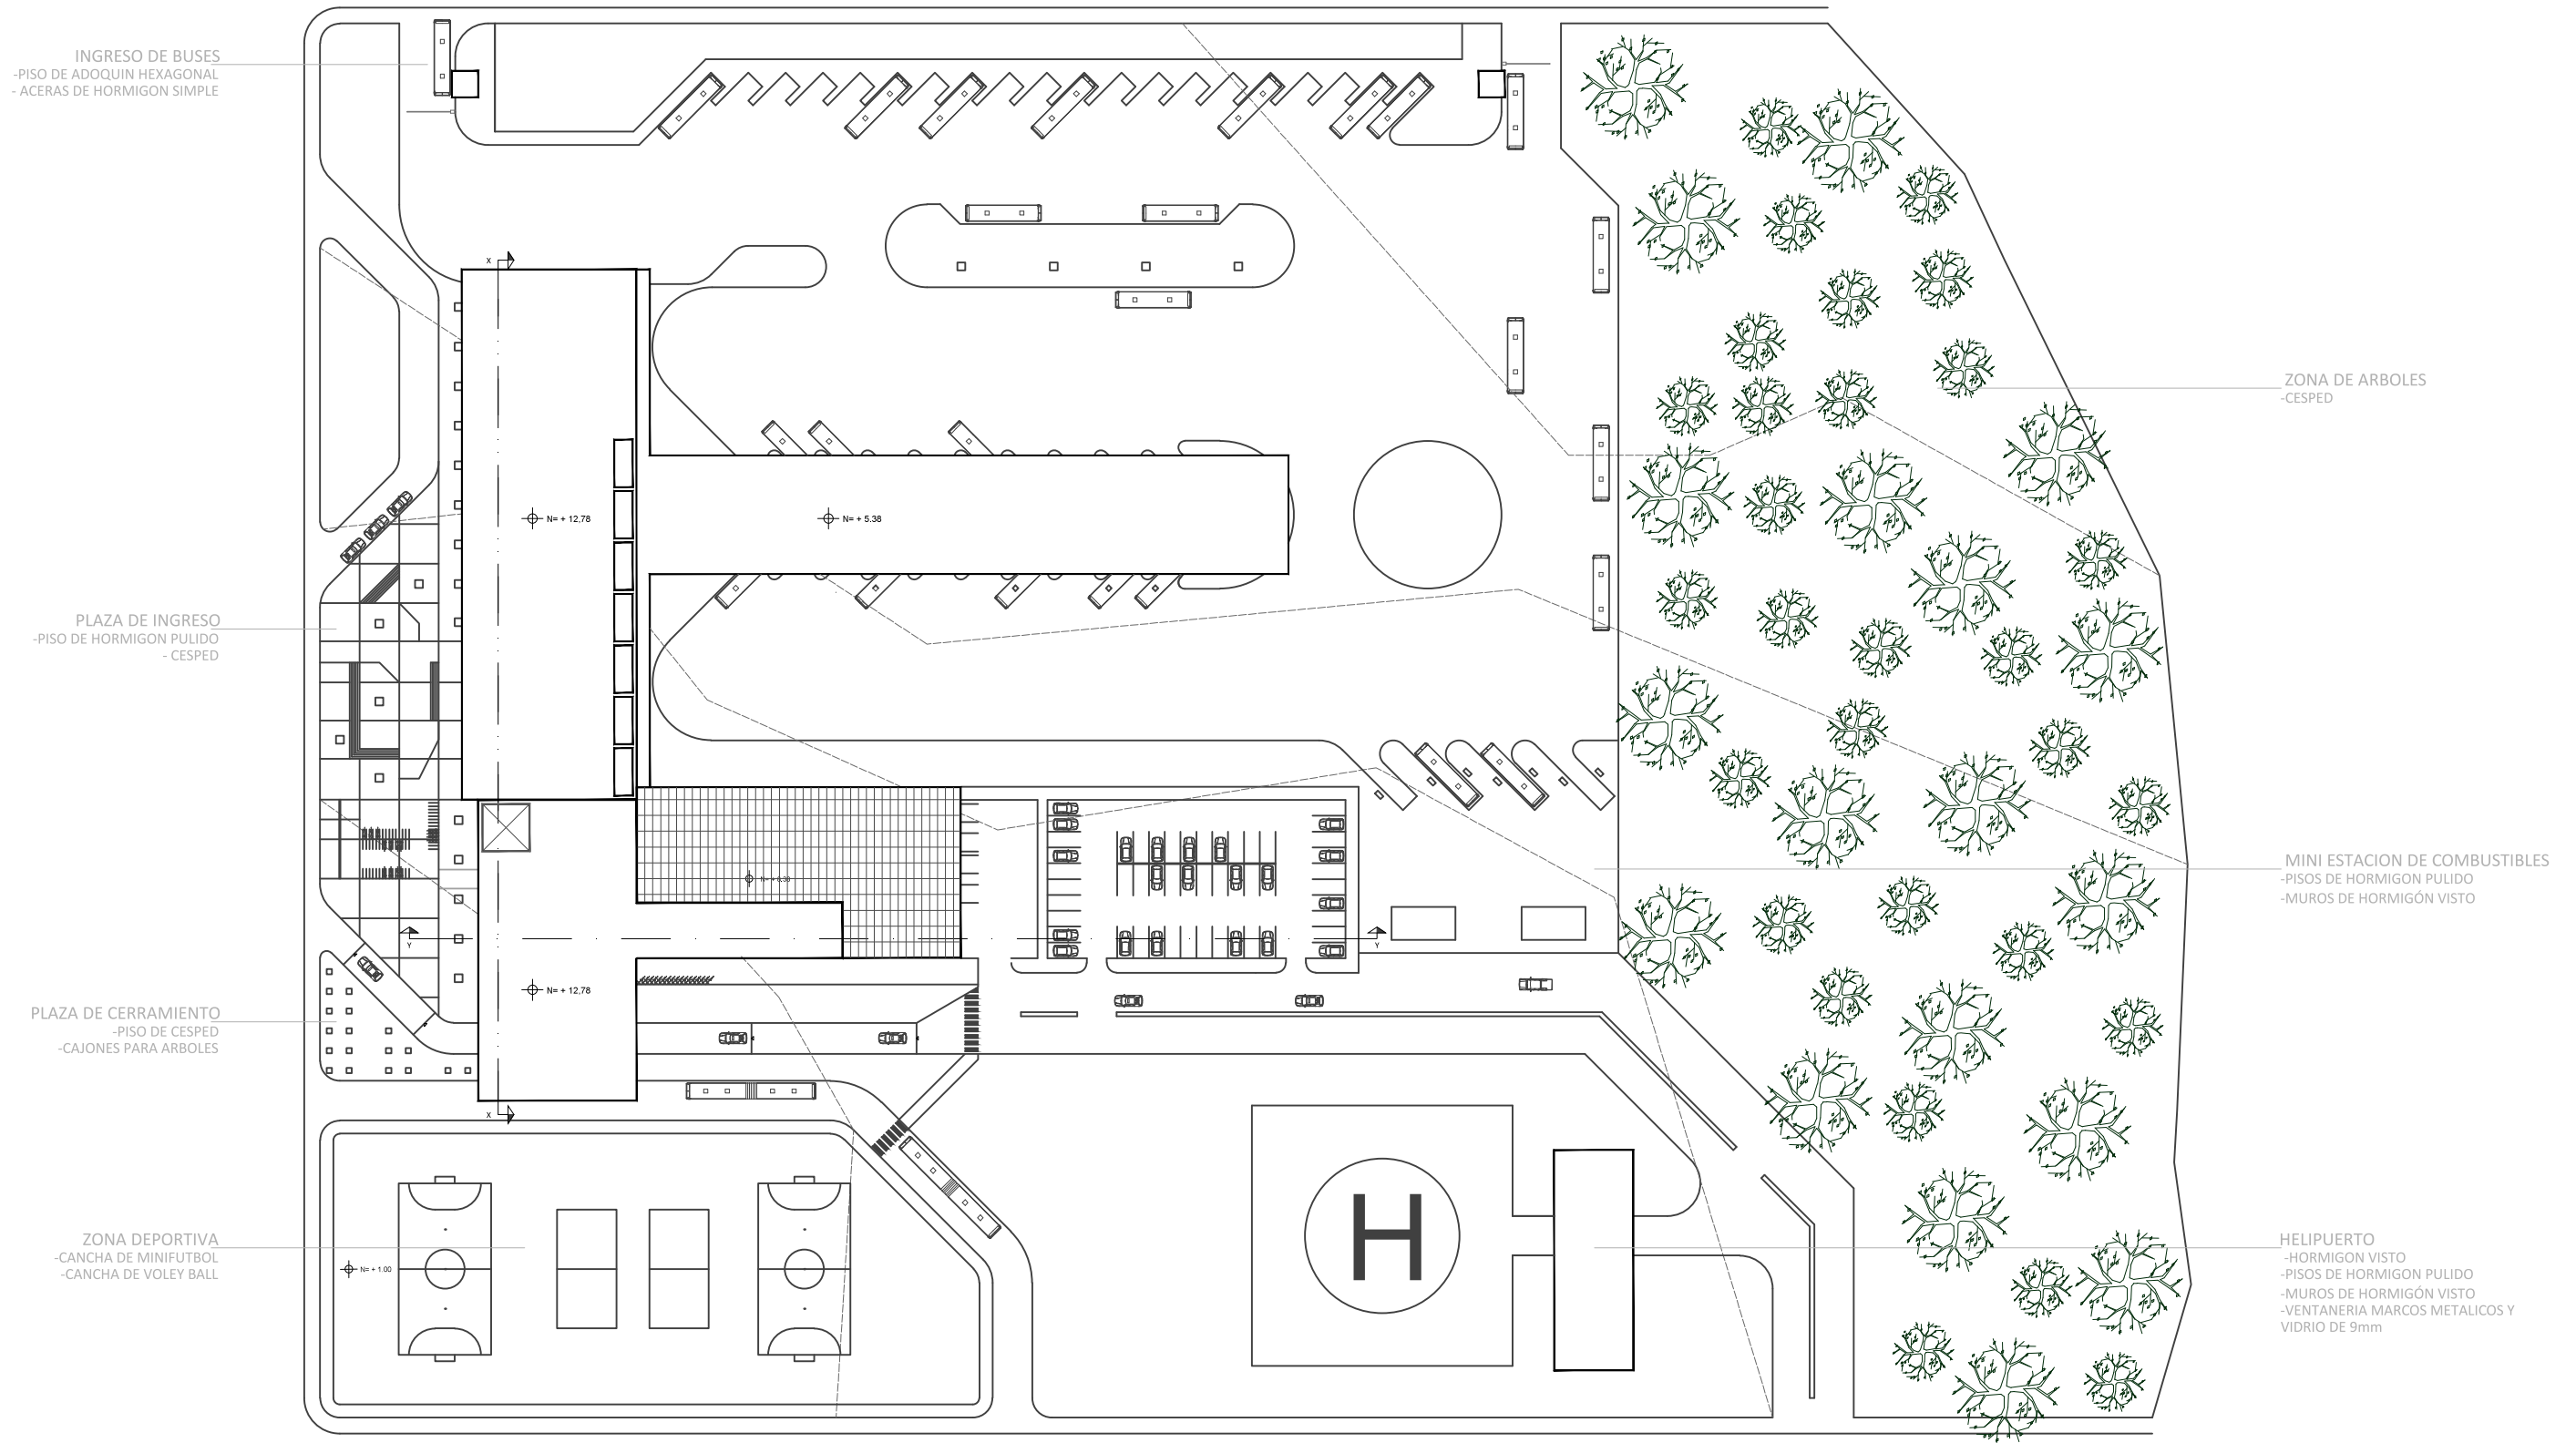 INGRESO DE BUSES
-PISO DE ADOQUIN HEXAGONAL
- ACERAS DE HORMIGON SIMPLE
X
ZONA DE ARBOLES
-CESPED
N= + 12,78
N= + 5.38
PLAZA DE INGRESO
-PISO DE HORMIGON PULIDO
- CESPED
MINI ESTACION DE COMBUSTIBLES
-PISOS DE HORMIGON PULIDO
-MUROS DE HORMIGÓN VISTO
Y
Y
N= + 12,78
PLAZA DE CERRAMIENTO
-PISO DE CESPED
-CAJONES PARA ARBOLES
X
H
ZONA DEPORTIVA
-CANCHA DE MINIFUTBOL
-CANCHA DE VOLEY BALL
N= + 1.00
HELIPUERTO
-HORMIGON VISTO
-PISOS DE HORMIGON PULIDO
-MUROS DE HORMIGÓN VISTO
-VENTANERIA MARCOS METALICOS Y
VIDRIO DE 9mm